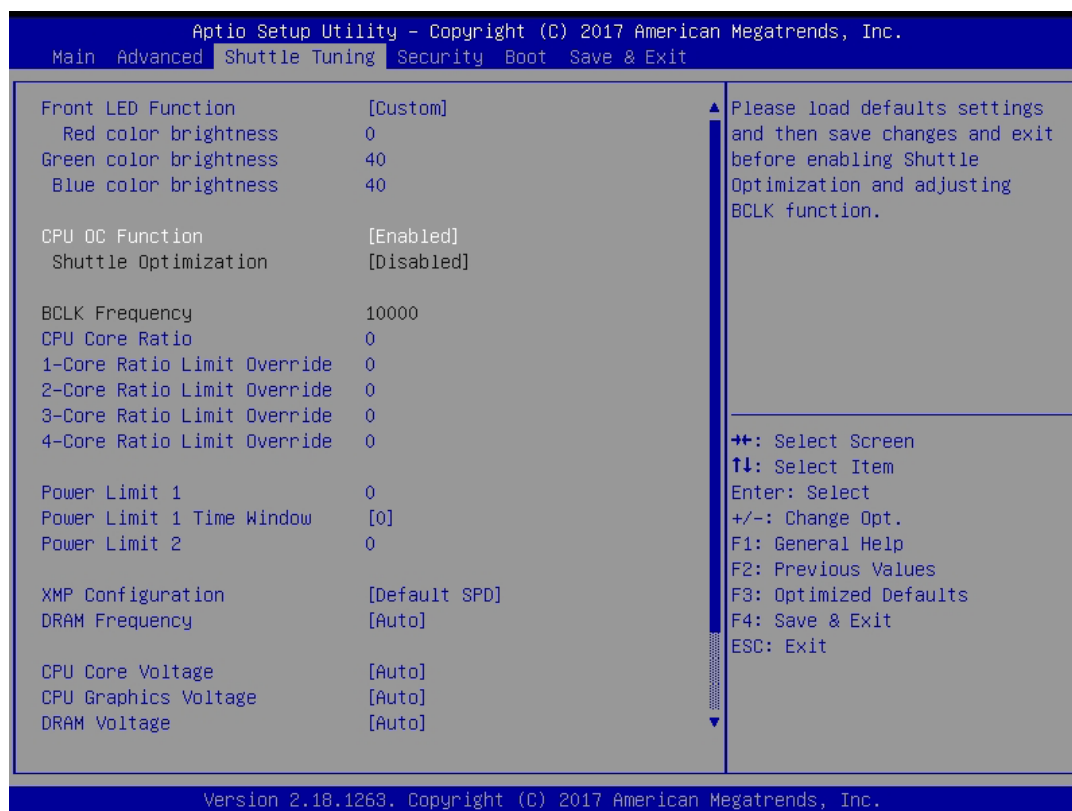 Aptio Setup Utility – Copyright (C) 2017 American Megatrends, Inc.
Main Advanced Shuttle Tuning Security Boot Save & Exit
Front LED Function [Custom]
Red color brightness 0
Green color brightness 40
Blue color brightness 40
CPU OC Function [Enabled]
Shuttle Optimization [Disabled]
BCLK Frequency 10000
CPU Core Ratio 0
1-Core Ratio Limit Override 0
2-Core Ratio Limit Override 0
3-Core Ratio Limit Override 0
4-Core Ratio Limit Override 0
Power Limit 1 0
Power Limit 1 Time Window [0]
Power Limit 2 0
XMP Configuration [Default SPD]
DRAM Frequency [Auto]
CPU Core Voltage [Auto]
CPU Graphics Voltage [Auto]
DRAM Voltage [Auto]
Please load defaults settings
and then save changes and exit
before enabling Shuttle
Optimization and adjusting
BCLK function.
→←: Select Screen
↑↓: Select Item
Enter: Select
+/-: Change Opt.
F1: General Help
F2: Previous Values
F3: Optimized Defaults
F4: Save & Exit
ESC: Exit
Version 2.18.1263. Copyright (C) 2017 American Megatrends, Inc.